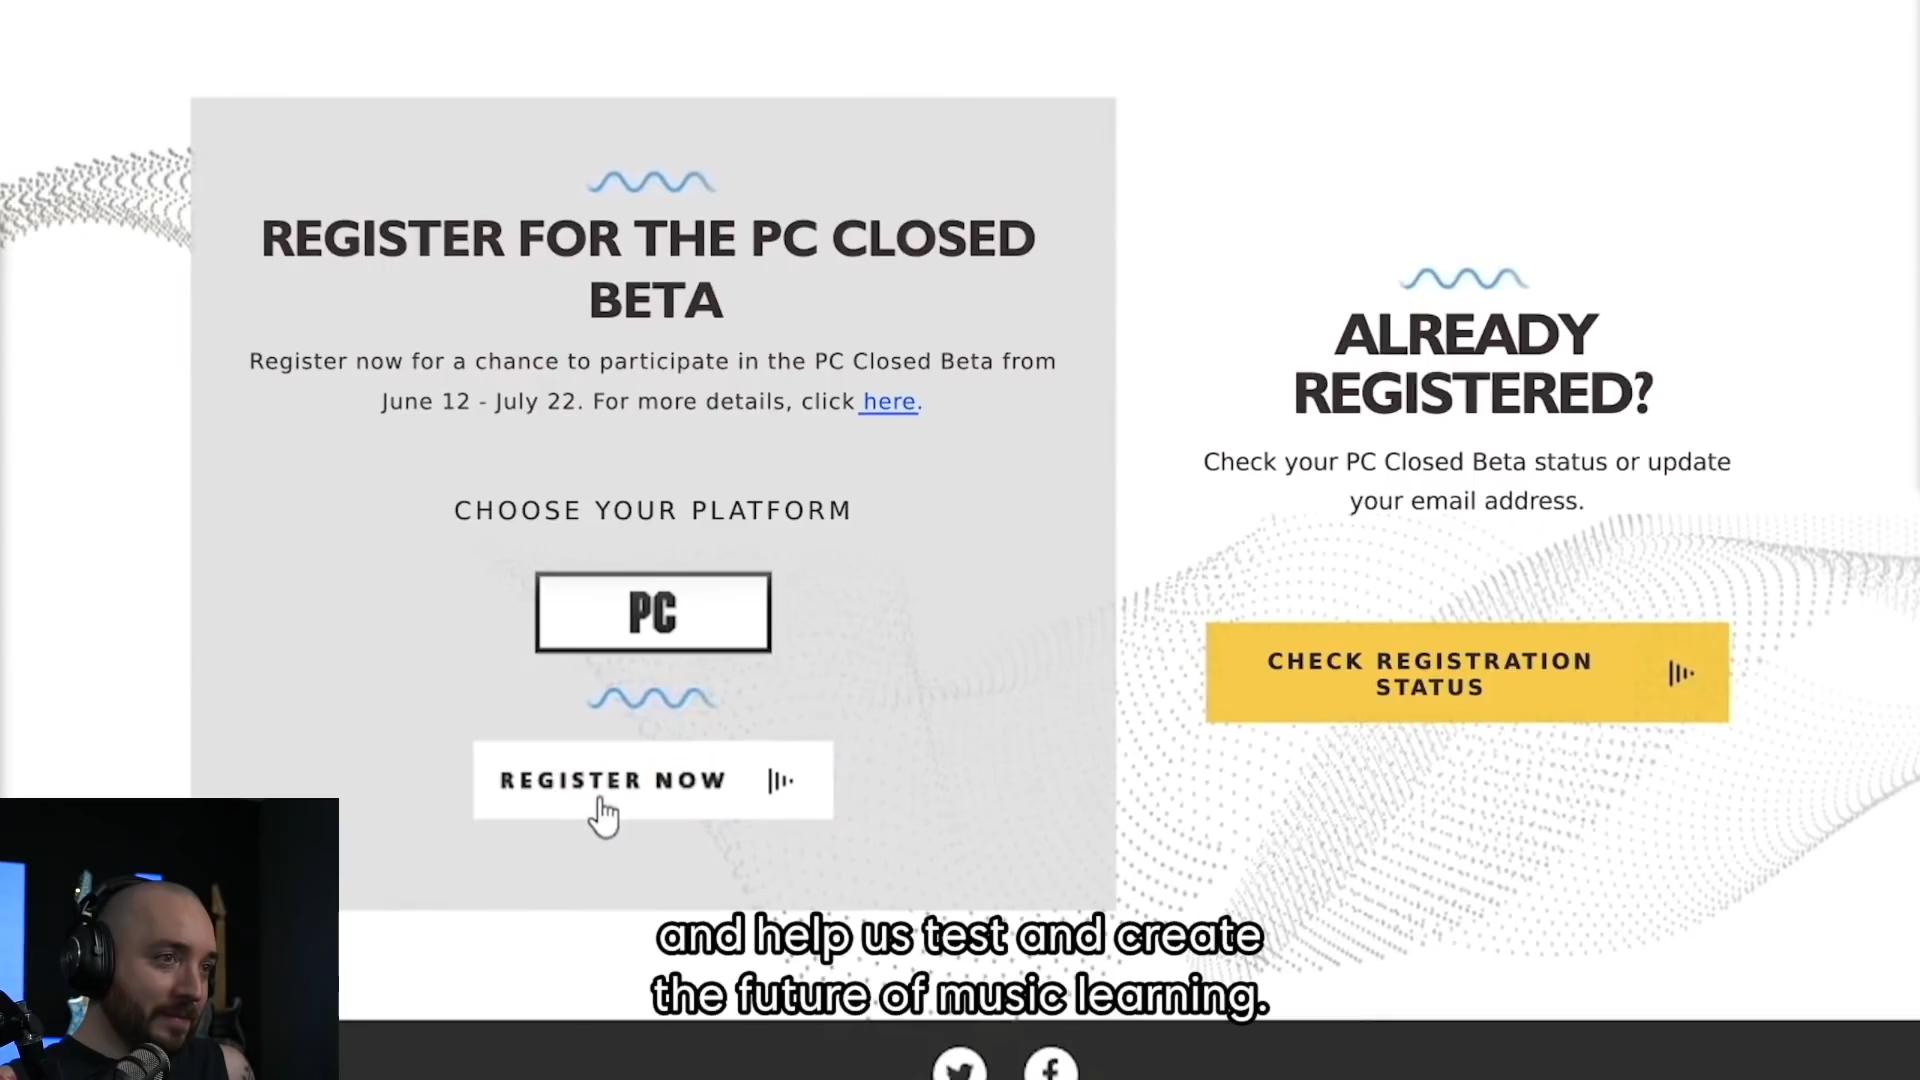 REGISTER FOR THE PC CLOSED
BETA
Register now for a chance to participate in the PC Closed Beta from
June 12 - July 22. For more details, click here.
CHOOSE YOUR PLATFORM
PC
REGISTER NOW
ALREADY
REGISTERED?
Check your PC Closed Beta status or update
your email address.
CHECK REGISTRATION
STATUS
and help us test and create
the future of music learning.